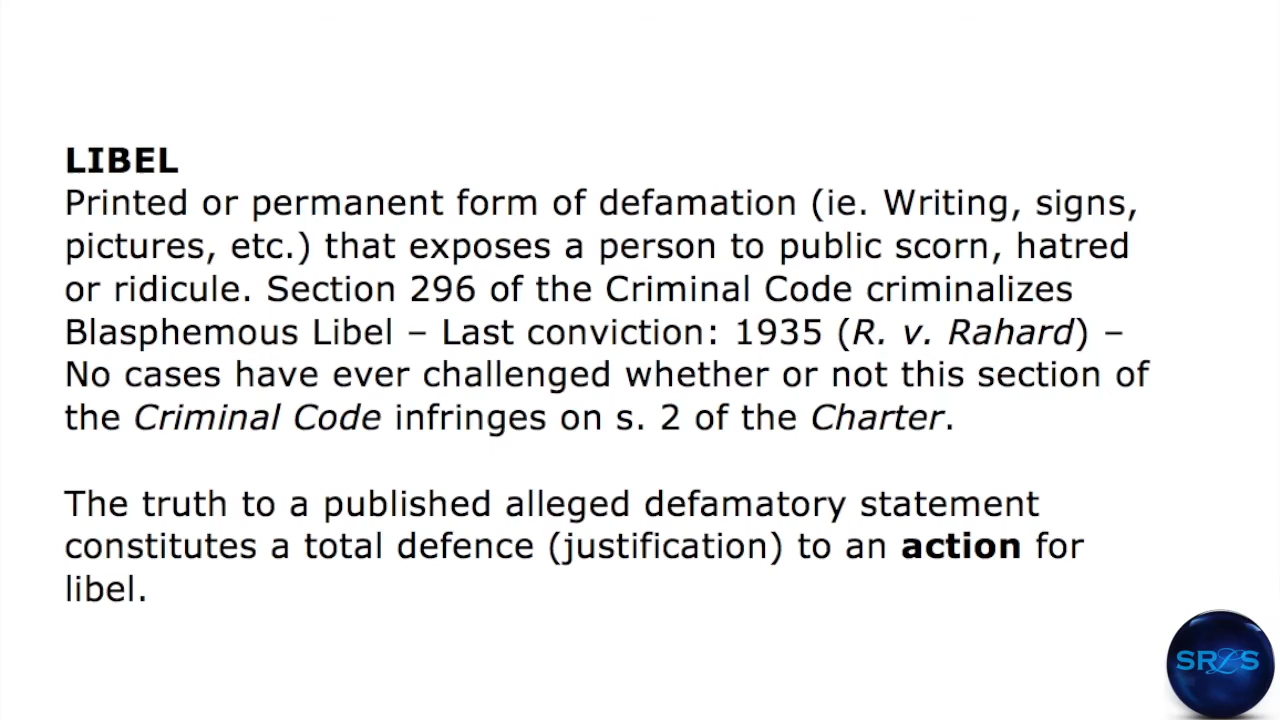 LIBEL
Printed or permanent form of defamation (ie. Writing, signs,
pictures, etc.) that exposes a person to public scorn, hatred
or ridicule. Section 296 of the Criminal Code criminalizes
Blasphemous Libel – Last conviction: 1935 (R. v. Rahard) –
No cases have ever challenged whether or not this section of
the Criminal Code infringes on s. 2 of the Charter.
The truth to a published alleged defamatory statement
constitutes a total defence (justification) to an action for
libel.
SRLS